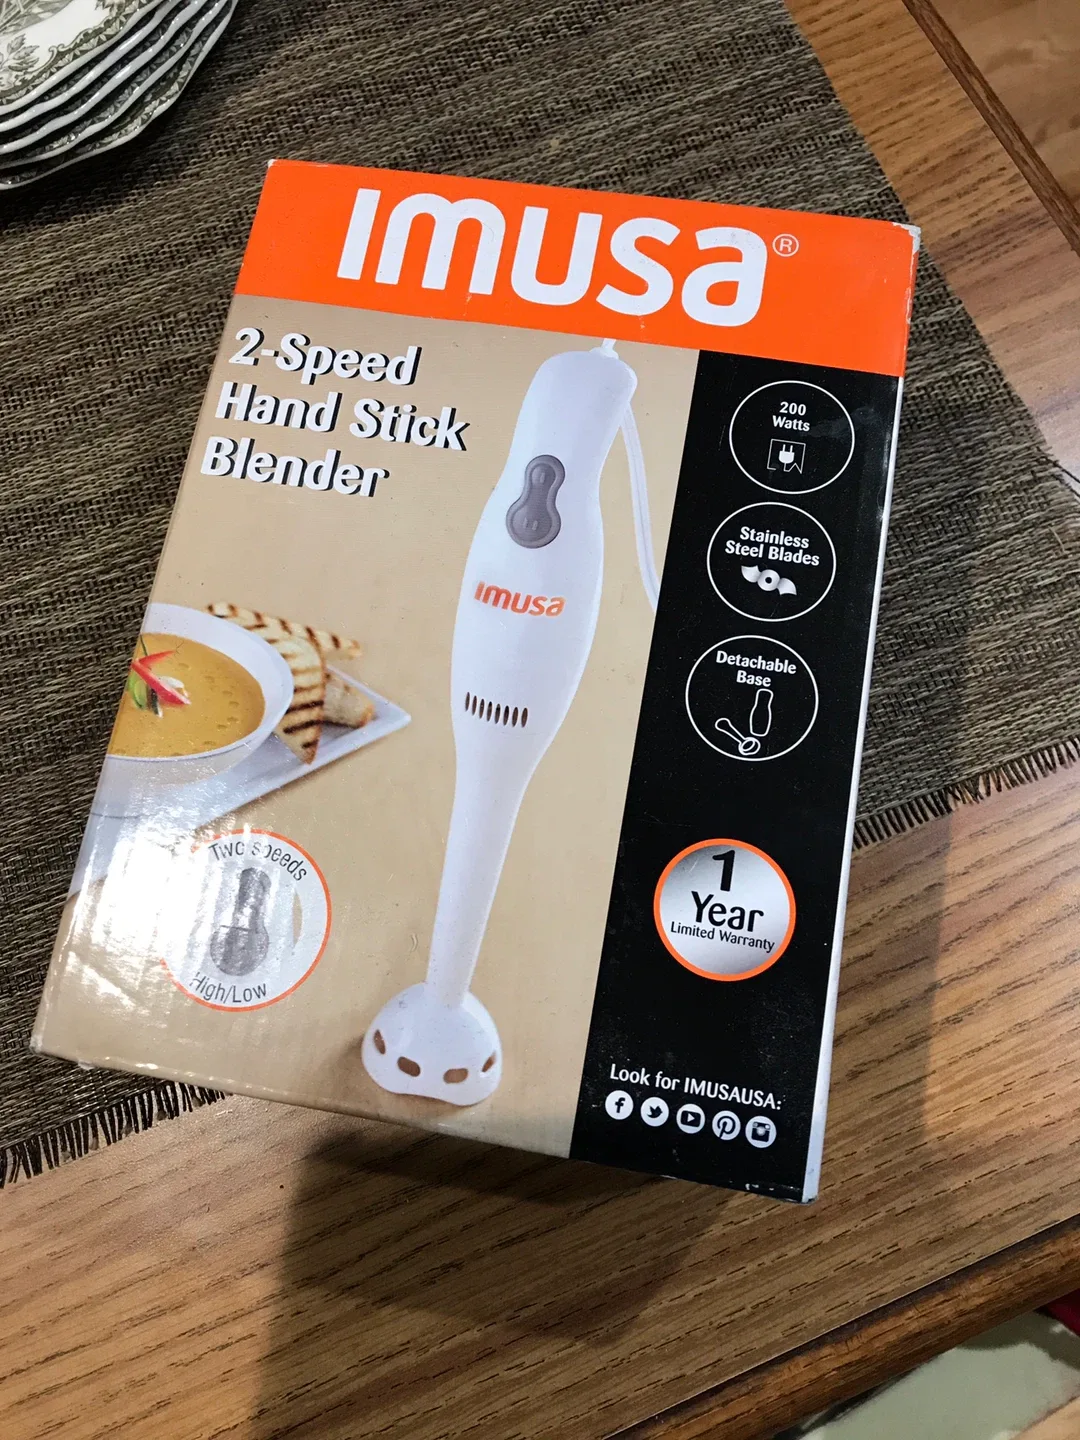 IMUSA®
2-Speed
Hand Stick
Blender
200
Watts
Stainless
Steel Blades
Detachable
Base
IMUSA
Two speeds
High/Low
1
Year
Limited Warranty
Look for IMUSAUSA: